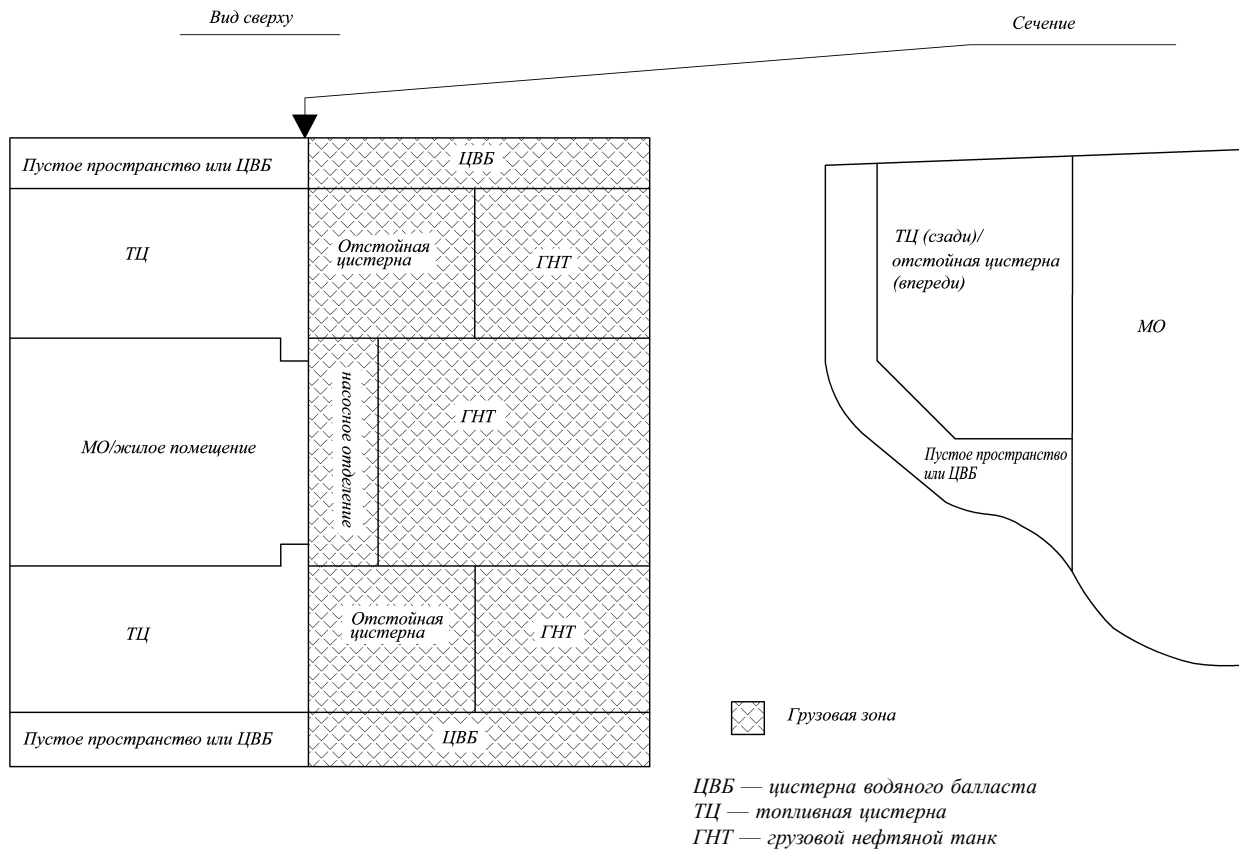 Вид сверху
Сечение
Пустое пространство или ЦВБ
ЦВБ
ТЦ
Отстойная
цистерна
ГНТ
ТЦ (сзади)/
отстойная цистерна
(впереди)
МО
МО/жилое помещение
насосное отделение
ГНТ
Пустое пространство
или ЦВБ
ТЦ
Отстойная
цистерна
ГНТ
Пустое пространство или ЦВБ
ЦВБ
Грузовая зона
ЦВБ — цистерна водяного балласта
ТЦ — топливная цистерна
ГНТ — грузовой нефтяной танк